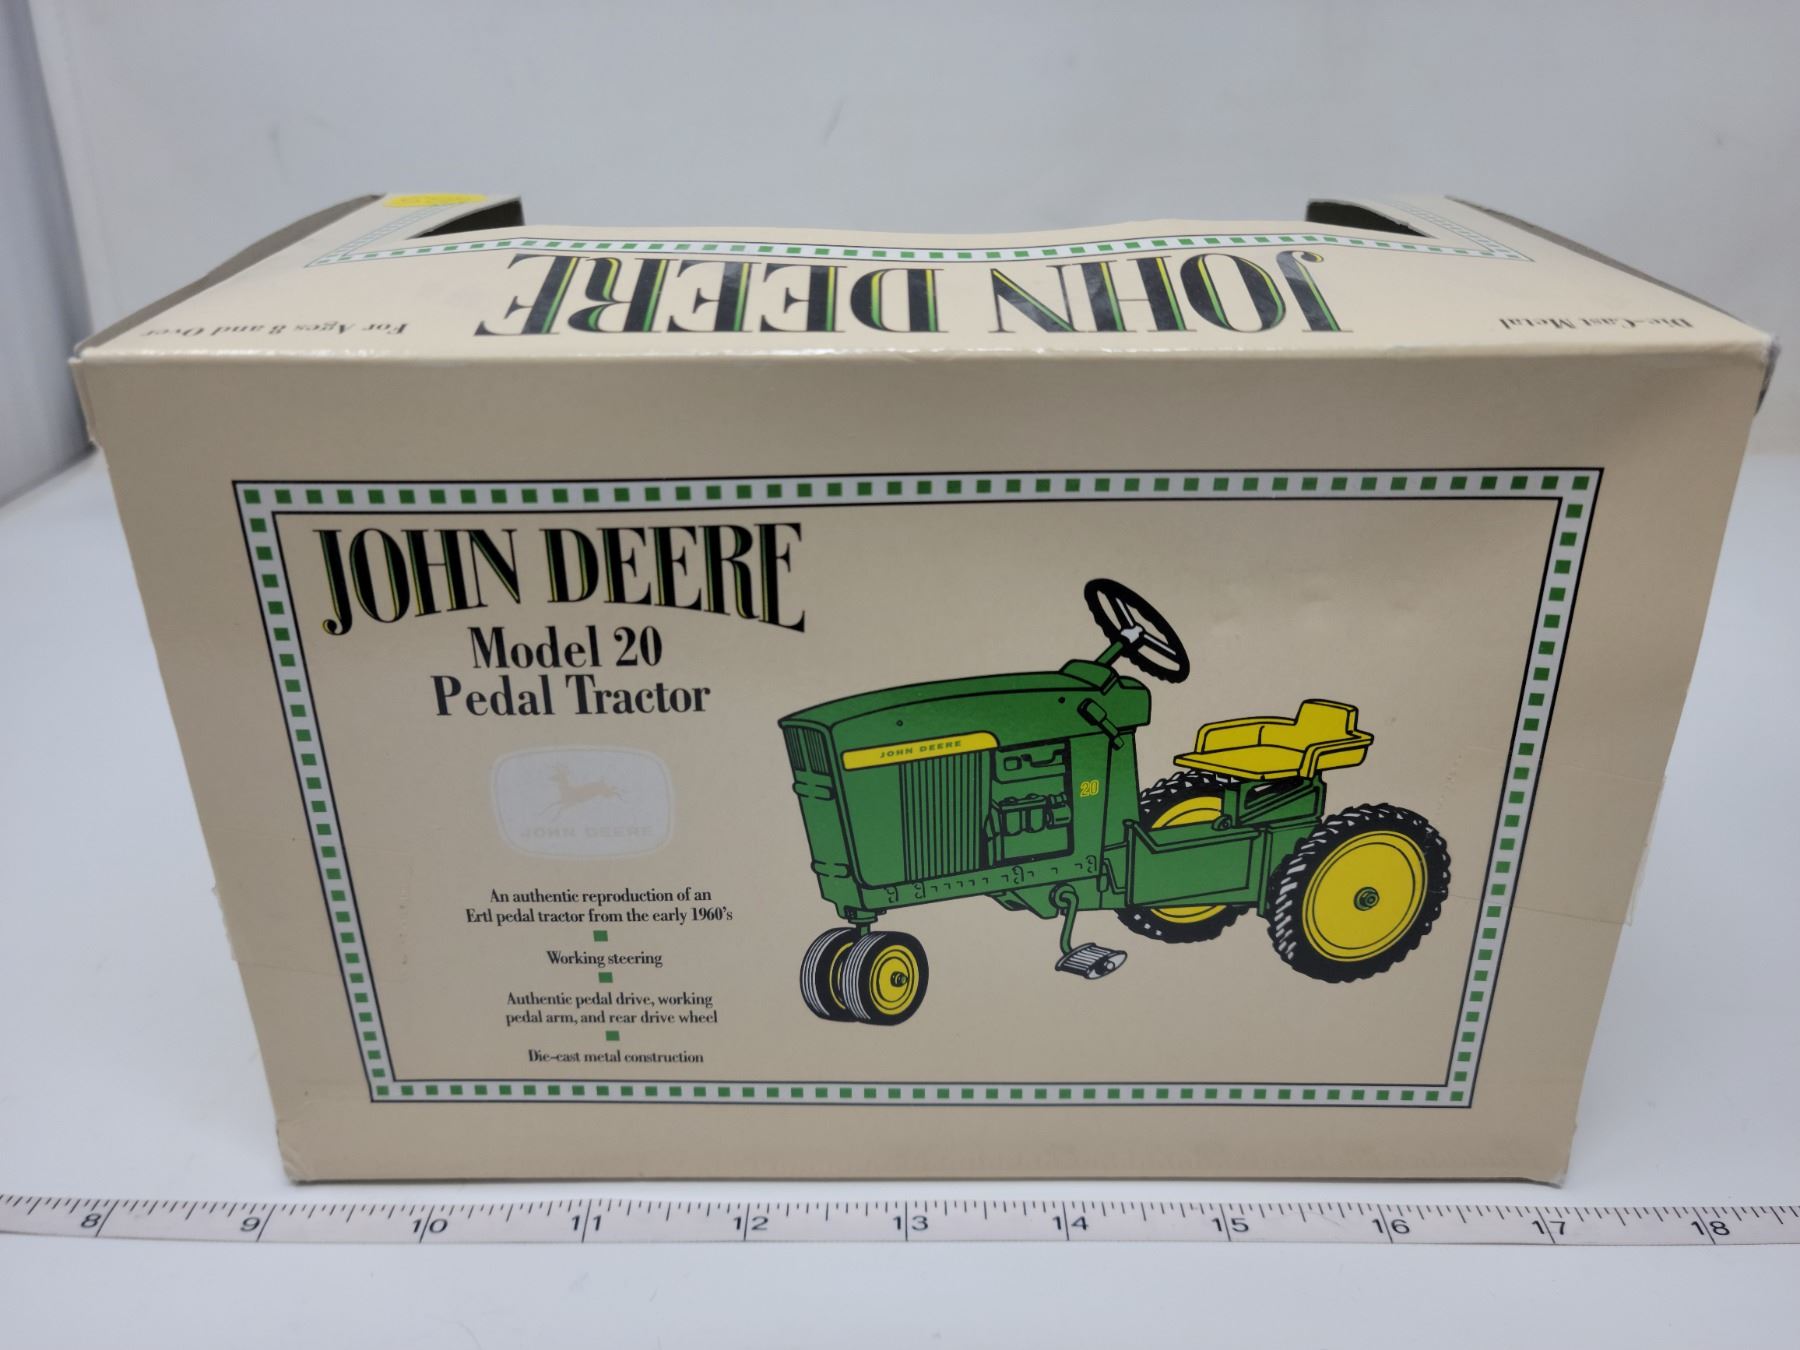 For Ages 8 and Over
JOHN DEERE
Die-Cast Metal
JOHN DEERE
Model 20
Pedal Tractor
JOHN DEERE
An authentic reproduction of an
Ertl pedal tractor from the early 1960's
Working steering
Authentic pedal drive, working
pedal arm, and rear drive wheel
Die-cast metal construction
JOHN DEERE
20
8 9 10 11 12 13 14 15 16 17 18